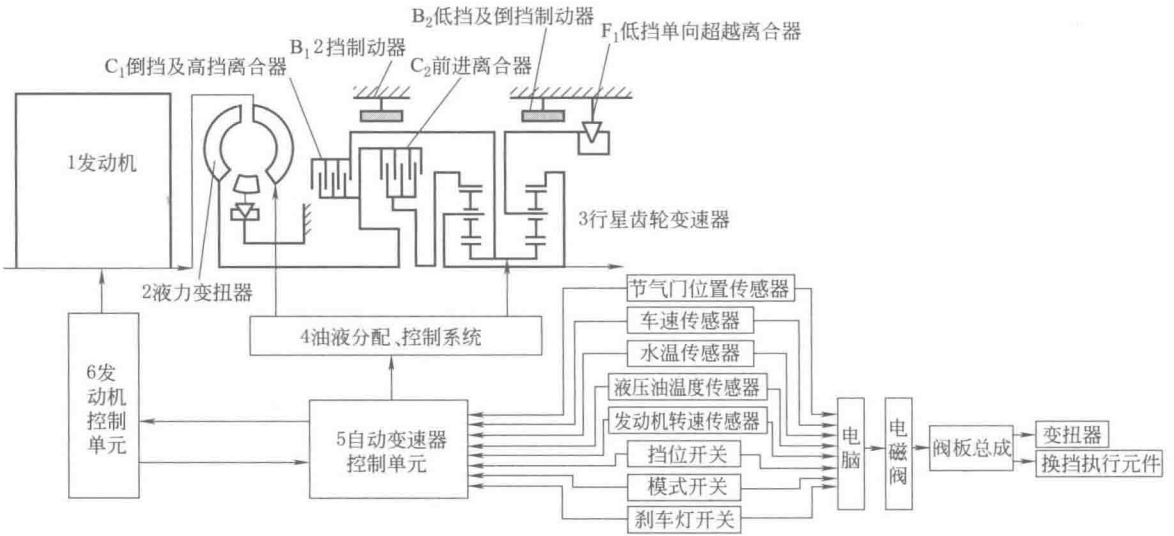 B₂低挡及倒挡制动器
F₁低挡单向超越离合器
B₁2挡制动器
C₁倒挡及高挡离合器
C₂前进离合器
1发动机
3行星齿轮变速器
2液力变扭器
节气门位置传感器
4油液分配、控制系统
车速传感器
水温传感器
6发
动机
控制
单元
液压油温度传感器
发动机转速传感器
5自动变速器
控制单元
挡位开关
模式开关
刹车灯开关
电
脑
电
磁
阀
阀板总成
变扭器
换挡执行元件